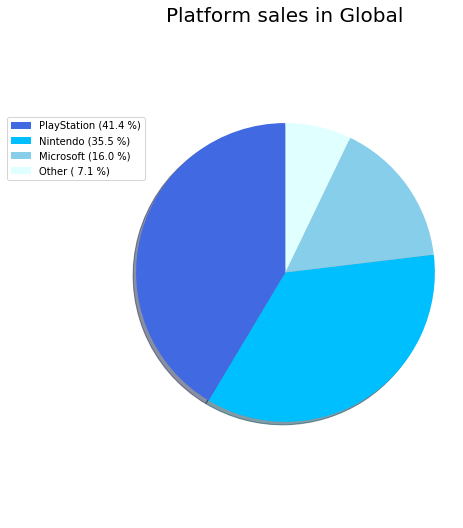 Platform sales in Global
PlayStation (41.4 %)
Nintendo (35.5 %)
Microsoft (16.0 %)
Other ( 7.1 %)